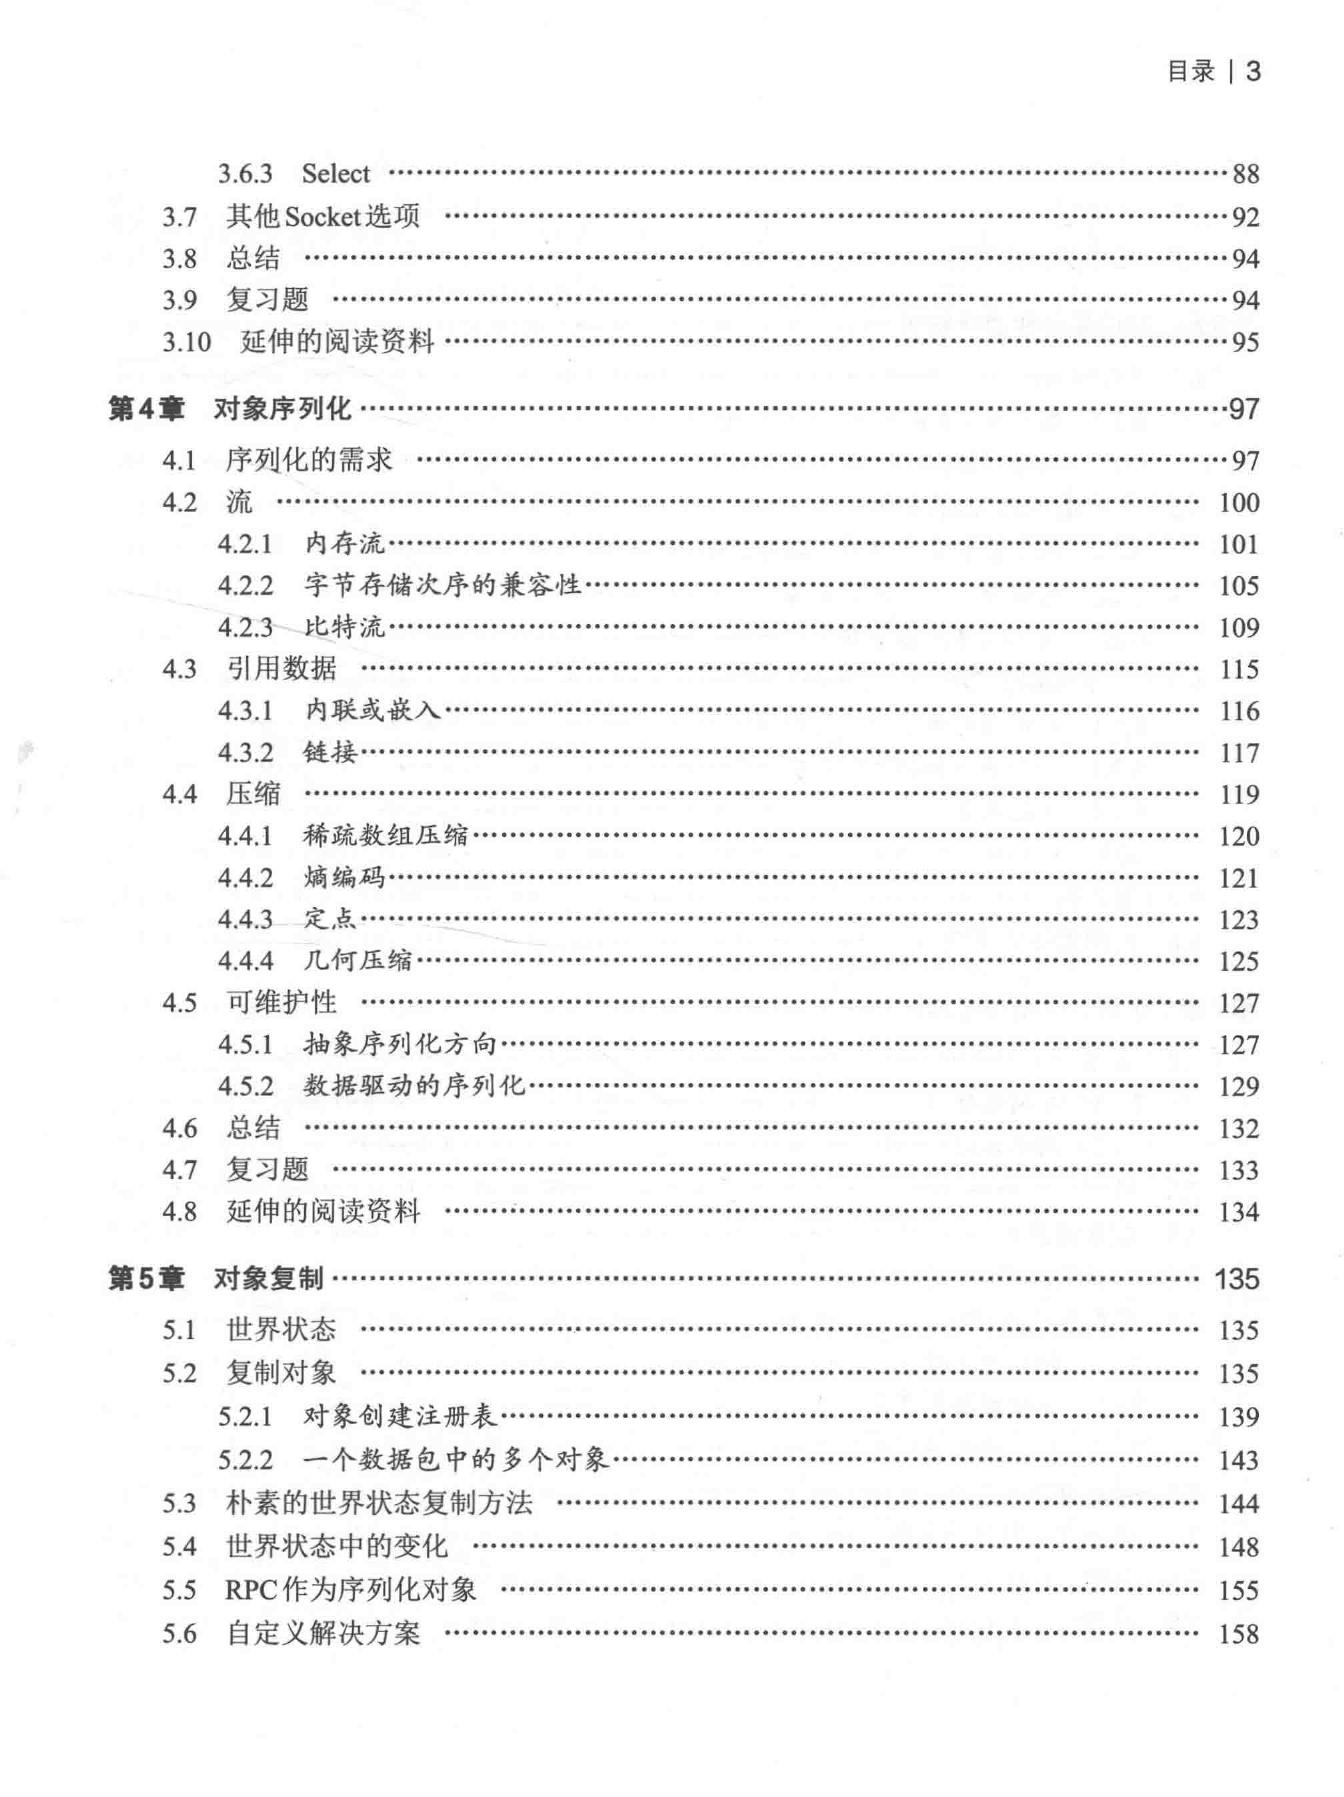 目录 | 3
3.6.3 Select ……… 88
3.7 其他Socket选项 ……… 92
3.8 总结 ……… 94
3.9 复习题 ……… 94
3.10 延伸的阅读资料 ……… 95
第4章 对象序列化 ……… 97
4.1 序列化的需求 ……… 97
4.2 流 ……… 100
4.2.1 内存流 ……… 101
4.2.2 字节存储次序的兼容性 ……… 105
4.2.3 比特流 ……… 109
4.3 引用数据 ……… 115
4.3.1 内联或嵌入 ……… 116
4.3.2 链接 ……… 117
4.4 压缩 ……… 119
4.4.1 稀疏数组压缩 ……… 120
4.4.2 熵编码 ……… 121
4.4.3 定点 ……… 123
4.4.4 几何压缩 ……… 125
4.5 可维护性 ……… 127
4.5.1 抽象序列化方向 ……… 127
4.5.2 数据驱动的序列化 ……… 129
4.6 总结 ……… 132
4.7 复习题 ……… 133
4.8 延伸的阅读资料 ……… 134
第5章 对象复制 ……… 135
5.1 世界状态 ……… 135
5.2 复制对象 ……… 135
5.2.1 对象创建注册表 ……… 139
5.2.2 一个数据包中的多个对象 ……… 143
5.3 朴素的世界状态复制方法 ……… 144
5.4 世界状态中的变化 ……… 148
5.5 RPC作为序列化对象 ……… 155
5.6 自定义解决方案 ……… 158